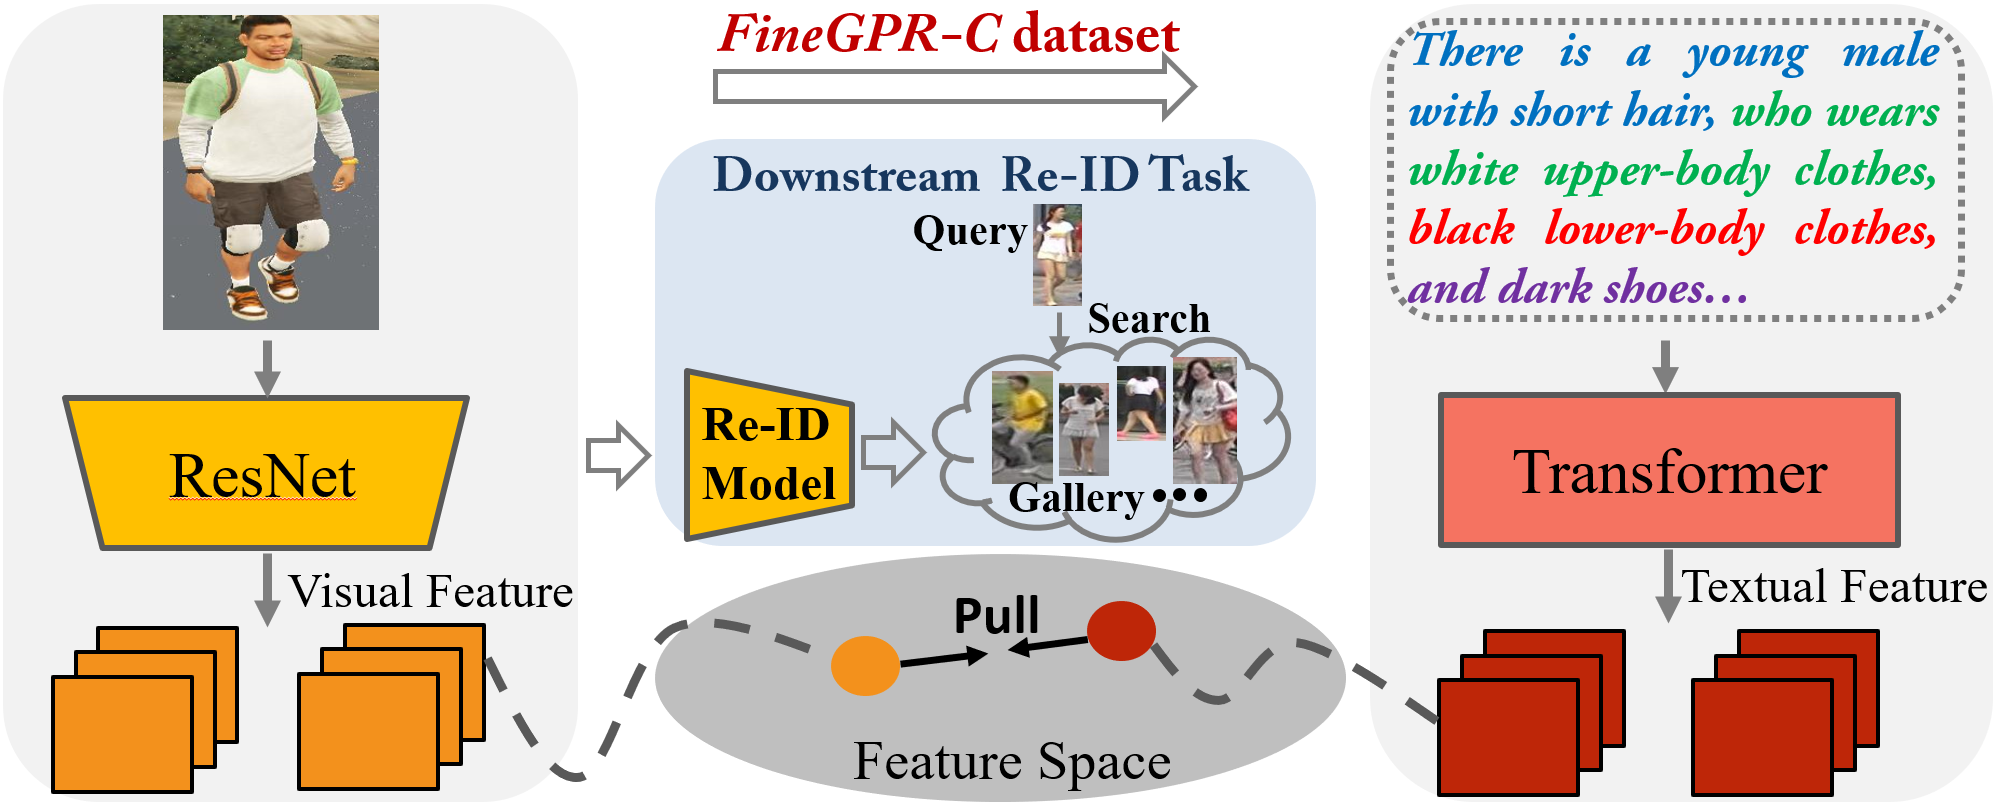 FineGPR-C dataset
There is a young male
with short hair, who wears
white upper-body clothes,
black lower-body clothes,
and dark shoes...
Downstream Re-ID Task
Query
Search
Re-ID
Model
Gallery •••
ResNet
Transformer
Visual Feature
Textual Feature
Pull
Feature Space